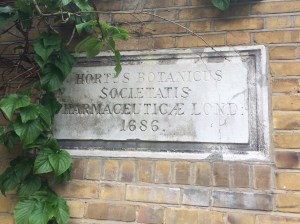 HORTUS BOTANICUS
SOCIETATIS
PHARMACEUTICÆ LOND.
1686.